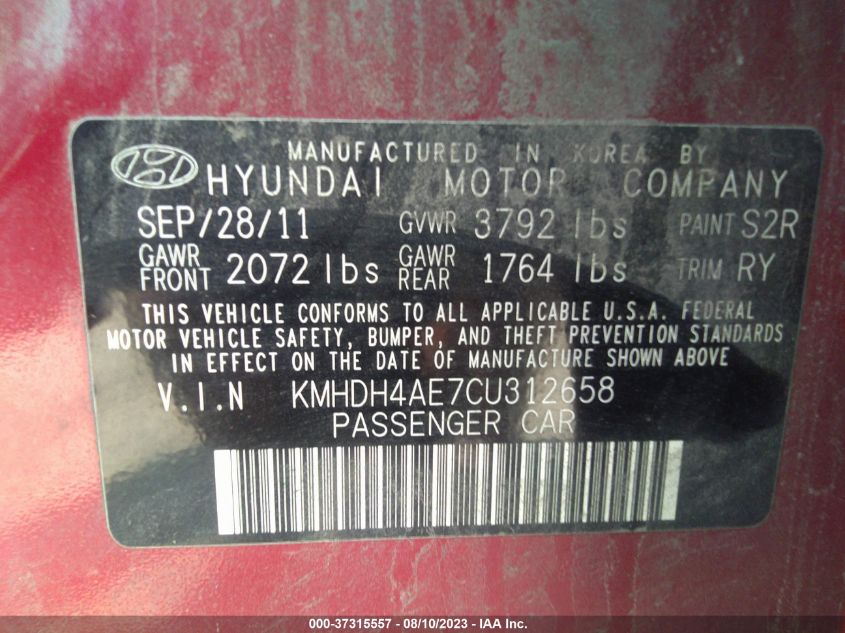 MANUFACTURED IN KOREA BY
HYUNDAI MOTOR COMPANY
SEP/28/11 GVWR 3792 lbs PAINT S2R
GAWR FRONT 2072 lbs GAWR REAR 1764 lbs TRIM RY
THIS VEHICLE CONFORMS TO ALL APPLICABLE U.S.A. FEDERAL
MOTOR VEHICLE SAFETY, BUMPER, AND THEFT PREVENTION STANDARDS
IN EFFECT ON THE DATE OF MANUFACTURE SHOWN ABOVE
V.I.N KMHDH4AE7CU312658
PASSENGER CAR
000-37315557 - 08/10/2023 - IAA Inc.